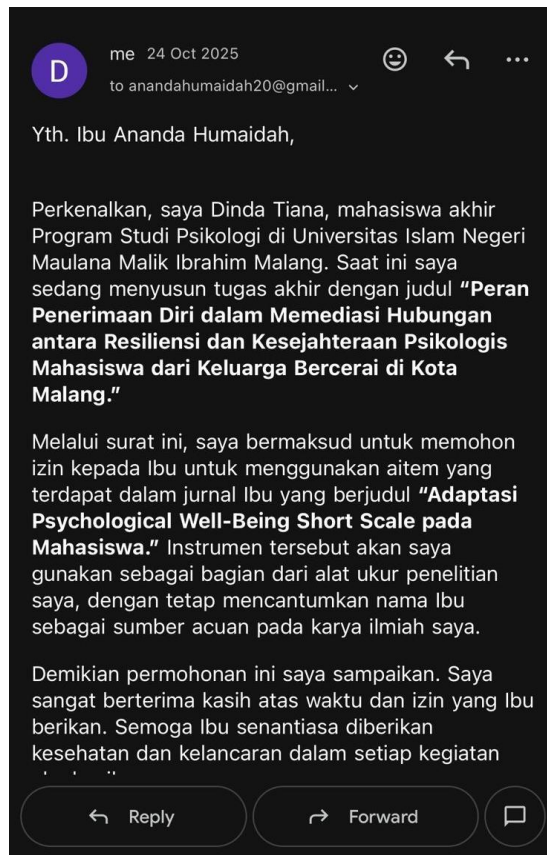 D
me 24 Oct 2025
to anandahumaidah20@gmail...
Yth. Ibu Ananda Humaidah,
Perkenalkan, saya Dinda Tiana, mahasiswa akhir
Program Studi Psikologi di Universitas Islam Negeri
Maulana Malik Ibrahim Malang. Saat ini saya
sedang menyusun tugas akhir dengan judul “Peran
Penerimaan Diri dalam Memediasi Hubungan
antara Resiliensi dan Kesejahteraan Psikologis
Mahasiswa dari Keluarga Bercerai di Kota
Malang.”
Melalui surat ini, saya bermaksud untuk memohon
izin kepada Ibu untuk menggunakan aitem yang
terdapat dalam jurnal Ibu yang berjudul “Adaptasi
Psychological Well-Being Short Scale pada
Mahasiswa.” Instrumen tersebut akan saya
gunakan sebagai bagian dari alat ukur penelitian
saya, dengan tetap mencantumkan nama Ibu
sebagai sumber acuan pada karya ilmiah saya.
Demikian permohonan ini saya sampaikan. Saya
sangat berterima kasih atas waktu dan izin yang Ibu
berikan. Semoga Ibu senantiasa diberikan
kesehatan dan kelancaran dalam setiap kegiatan
Reply
Forward